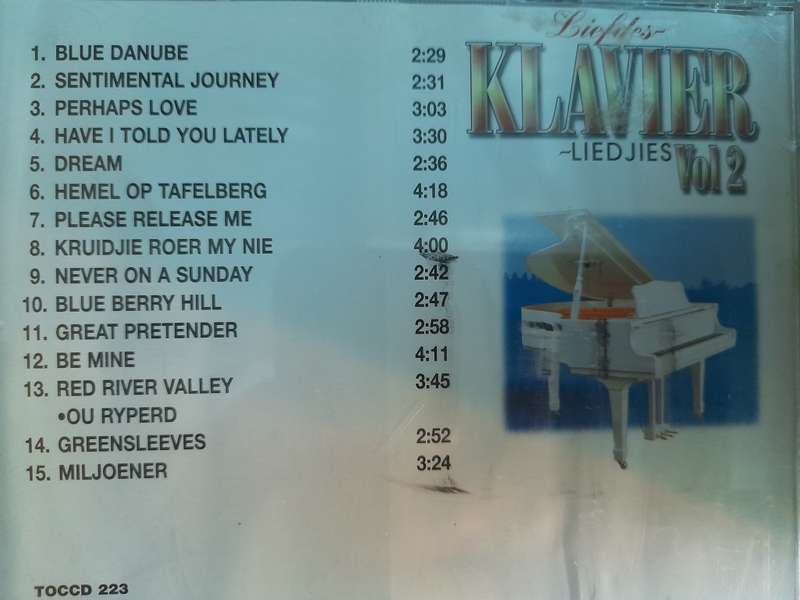 1. BLUE DANUBE 2:29
2. SENTIMENTAL JOURNEY 2:31
3. PERHAPS LOVE 3:03
4. HAVE I TOLD YOU LATELY 3:30
5. DREAM 2:36
6. HEMEL OP TAFELBERG 4:18
7. PLEASE RELEASE ME 2:46
8. KRUIDJIE ROER MY NIE 4:00
9. NEVER ON A SUNDAY 2:42
10. BLUE BERRY HILL 2:47
11. GREAT PRETENDER 2:58
12. BE MINE 4:11
13. RED RIVER VALLEY 3:45
•OU RYPERD
14. GREENSLEEVES 2:52
15. MILJOENER 3:24
TOCCD 223
Liefdes~
KLAVIER
~LIEDJIES Vol 2